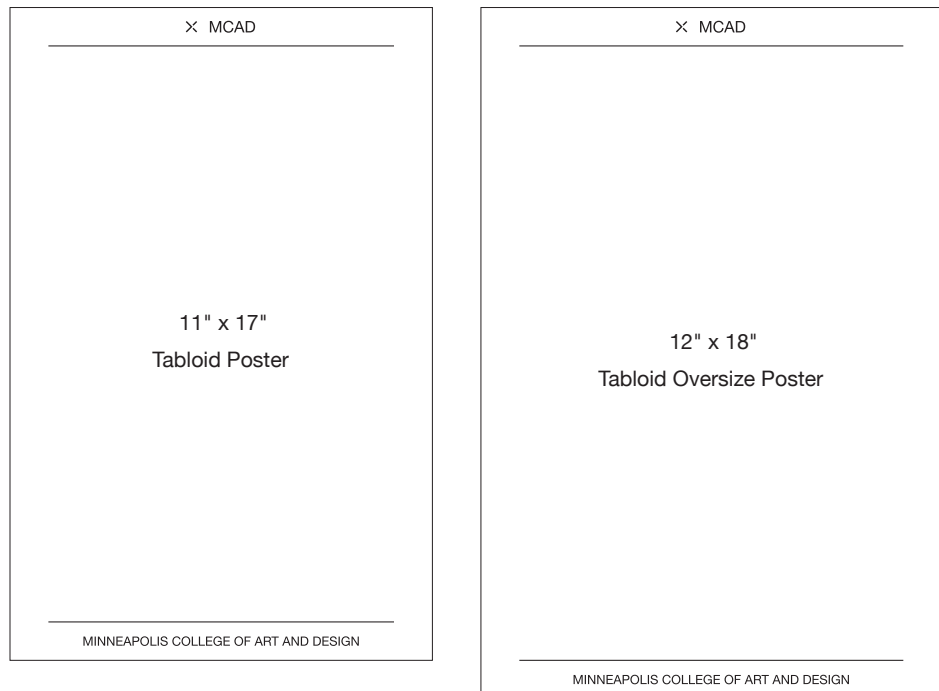 MCAD
11" x 17"
Tabloid Poster
MINNEAPOLIS COLLEGE OF ART AND DESIGN
MCAD
12" x 18"
Tabloid Oversize Poster
MINNEAPOLIS COLLEGE OF ART AND DESIGN